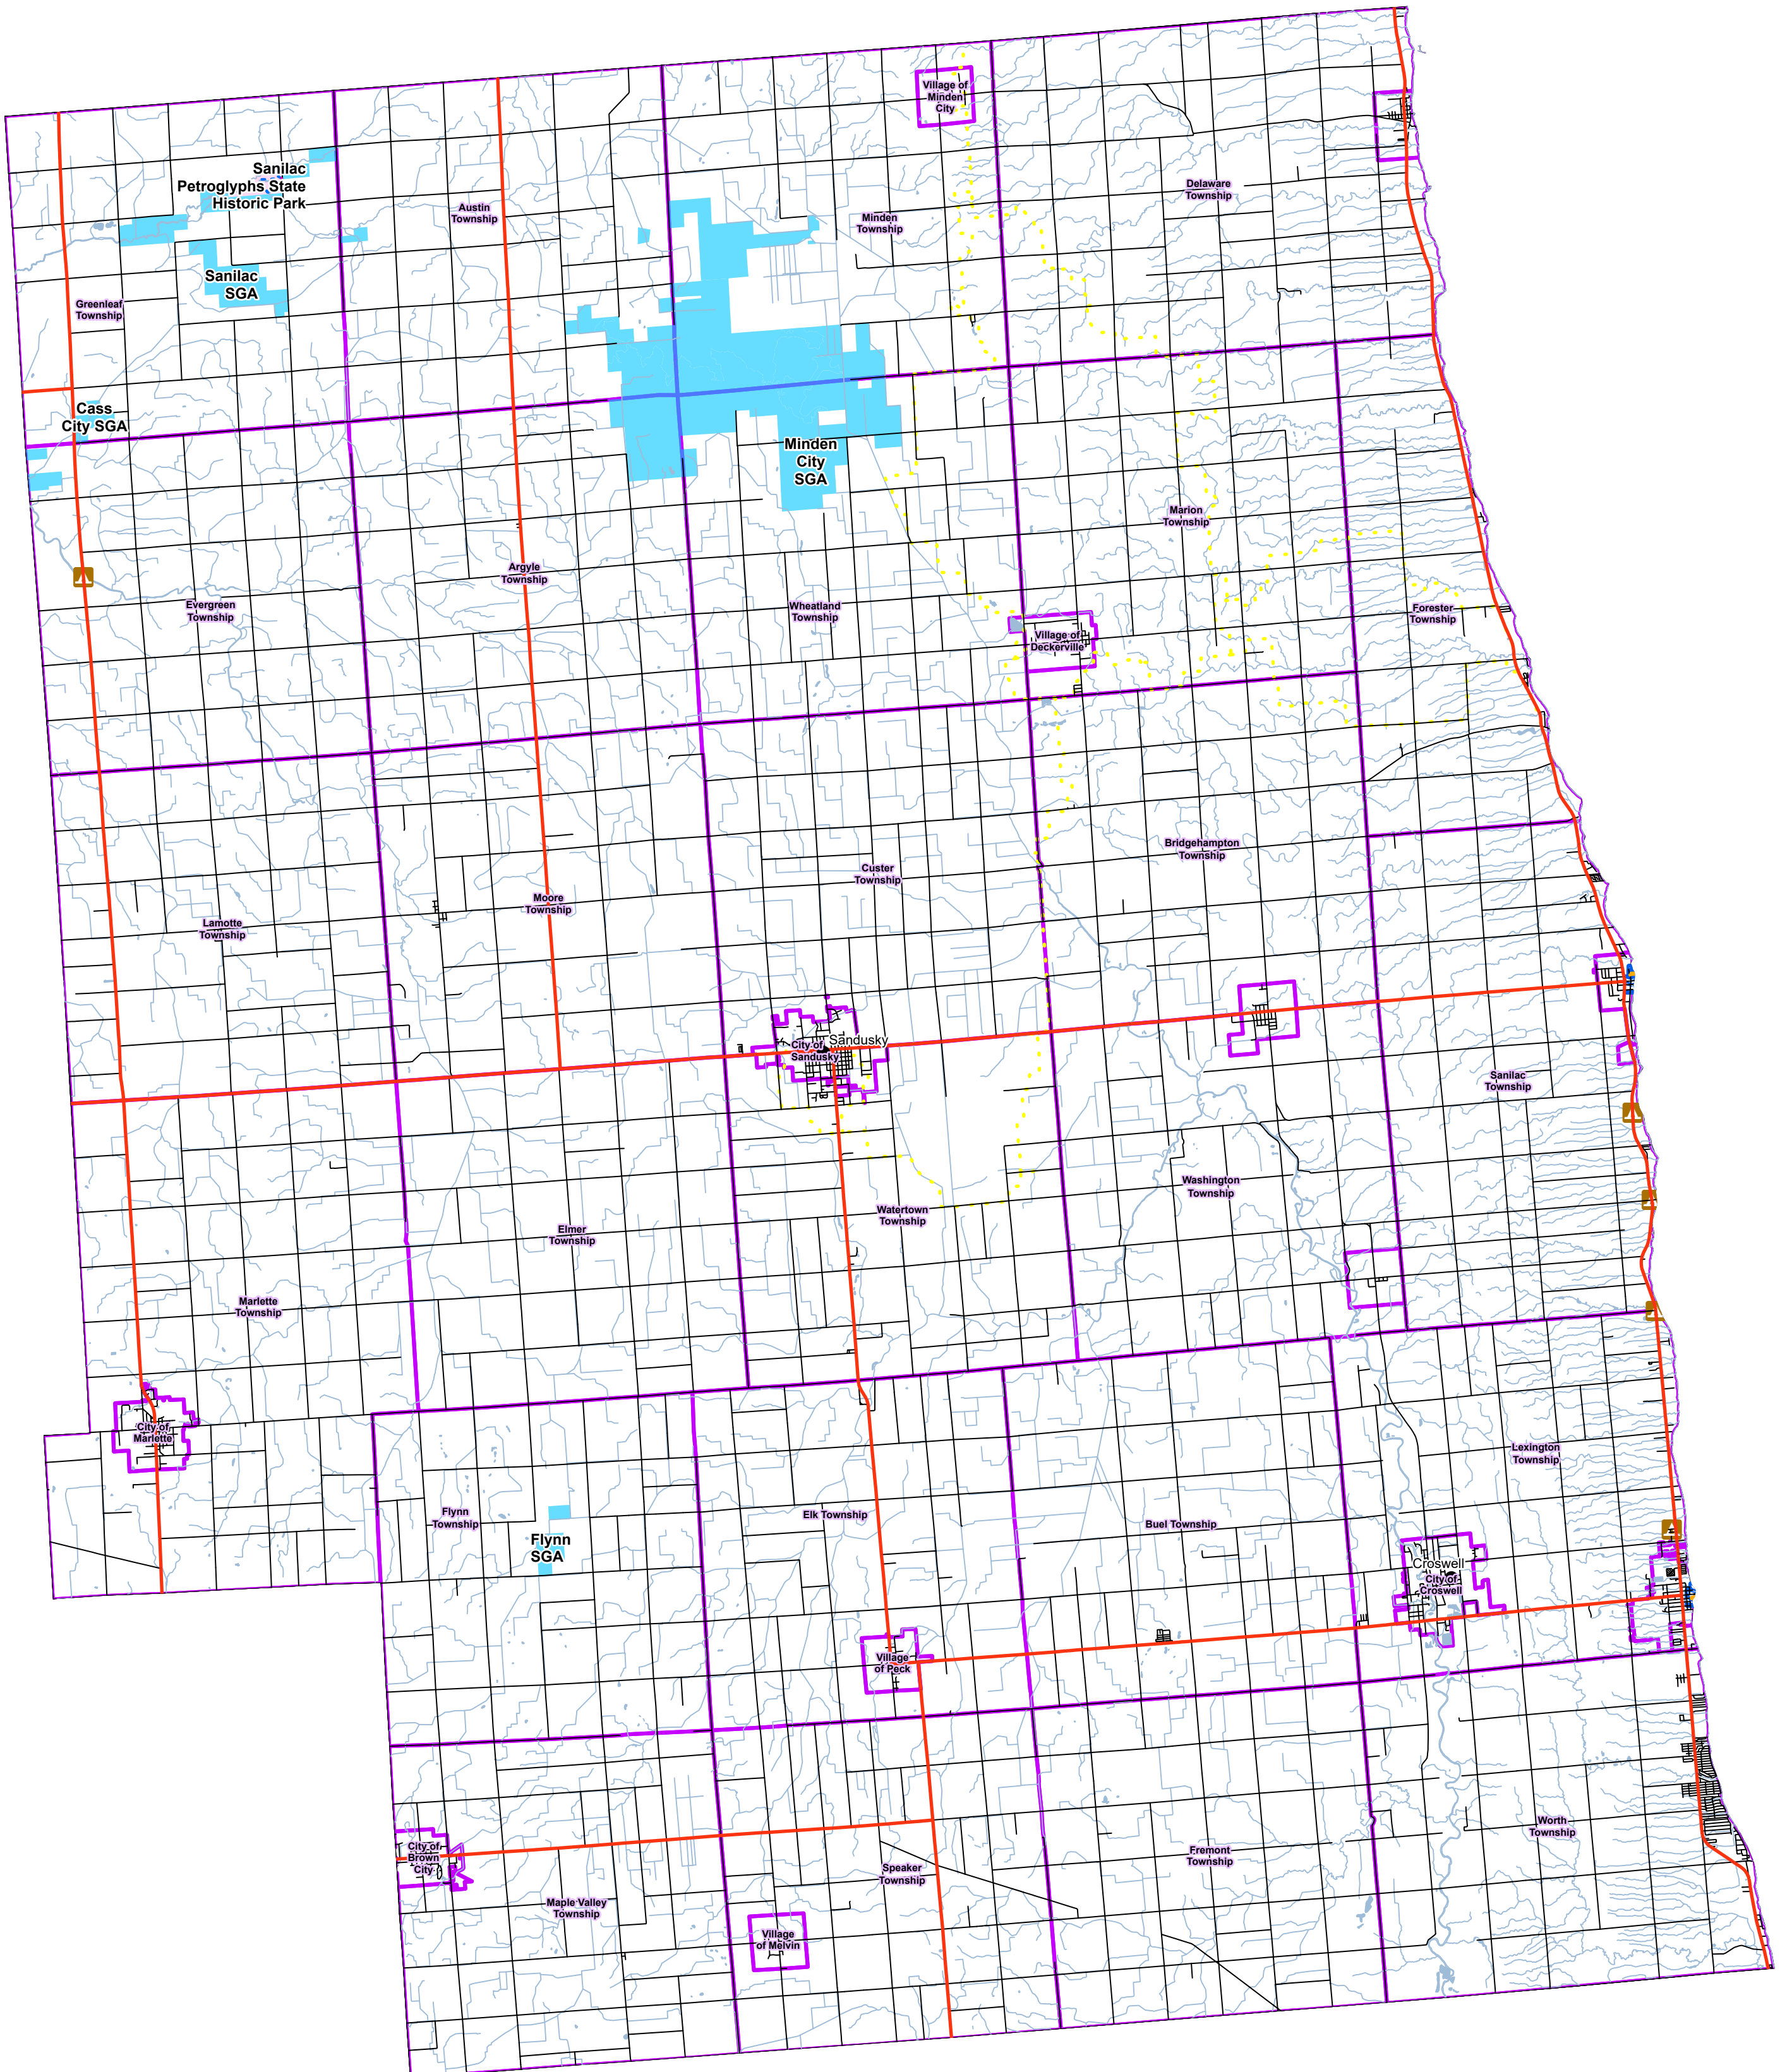 Village of
Minden
City
Sanilac
Petroglyphs State
Historic Park
Delaware
Township
Austin
Township
Minden
Township
Sanilac
SGA
Greenleaf
Township
Cass
City SGA
Minden
City
SGA
Marion
Township
Argyle
Township
Evergreen
Township
Wheatland
Township
Forester
Township
Village of
Deckerville
Bridgehampton
Township
Custer
Township
Moore
Township
Lamotte
Township
Sandusky
City of
Sandusky
Sanilac
Township
Washington
Township
Watertown
Township
Elmer
Township
Marlette
Township
City of
Marlette
Lexington
Township
Flynn
Township
Elk Township
Buel Township
Flynn
SGA
Croswell
City of
Croswell
Village
of Peck
Worth
Township
City of
Brown
City
Fremont
Township
Speaker
Township
Maple Valley
Township
Village
of Melvin